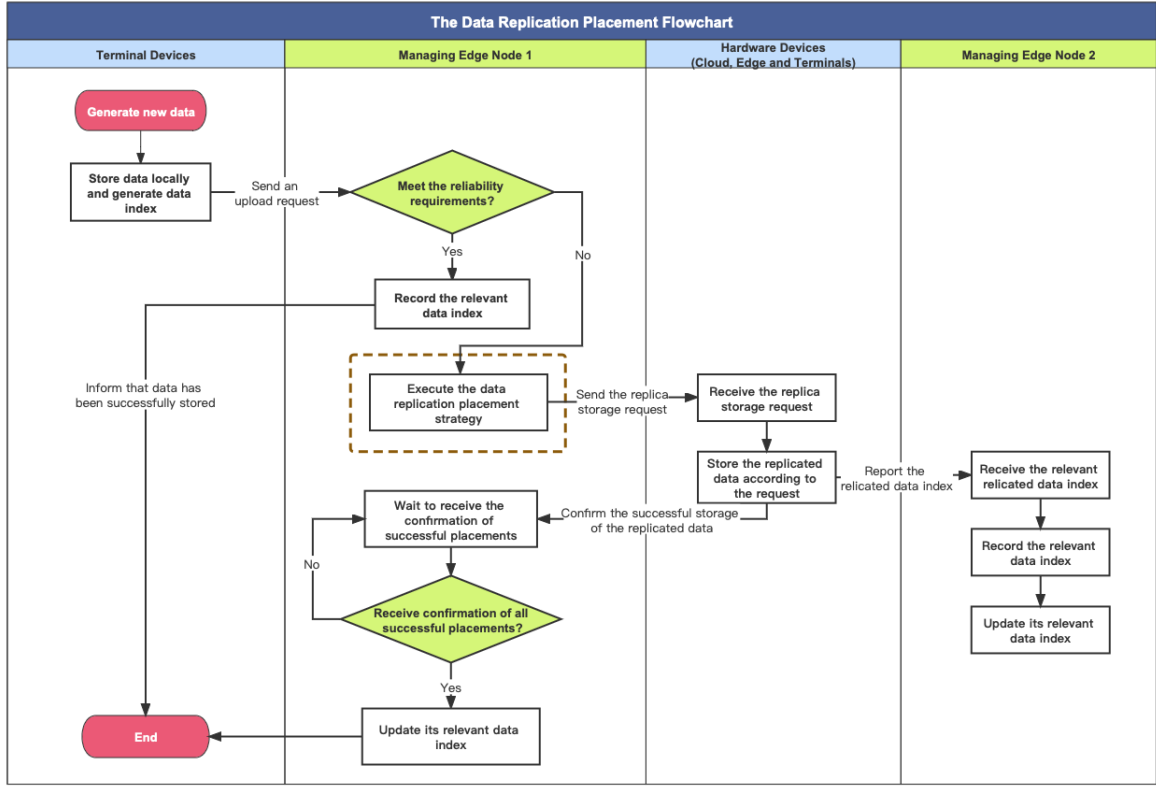 The Data Replication Placement Flowchart
Terminal Devices
Managing Edge Node 1
Hardware Devices
(Cloud, Edge and Terminals)
Managing Edge Node 2
Generate new data
Store data locally
and generate data
index
Send an
upload request
Meet the reliability
requirements?
Yes
No
Record the relevant
data index
Inform that data has
been successfully stored
Execute the data
replication placement
strategy
Send the replica
storage request
Receive the replica
storage request
Store the replicated
data according to
the request
Report the
relicated data index
Receive the relevant
relicated data index
Wait to receive the
confirmation of
successful placements
Confirm the successful storage
of the replicated data
Record the relevant
data index
No
Receive confirmation of all
successful placements?
Update its relevant
data index
Yes
Update its relevant data
index
End